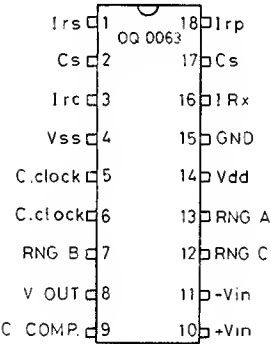 Irs 1 18 Irp
OQ 0063
Cs 2 17 Cs
Irc 3 16 IRx
Vss 4 15 GND
C.clock 5 14 Vdd
C.clock 6 13 RNG A
RNG B 7 12 RNG C
V OUT 8 11 -Vin
C COMP. 9 10 +Vin